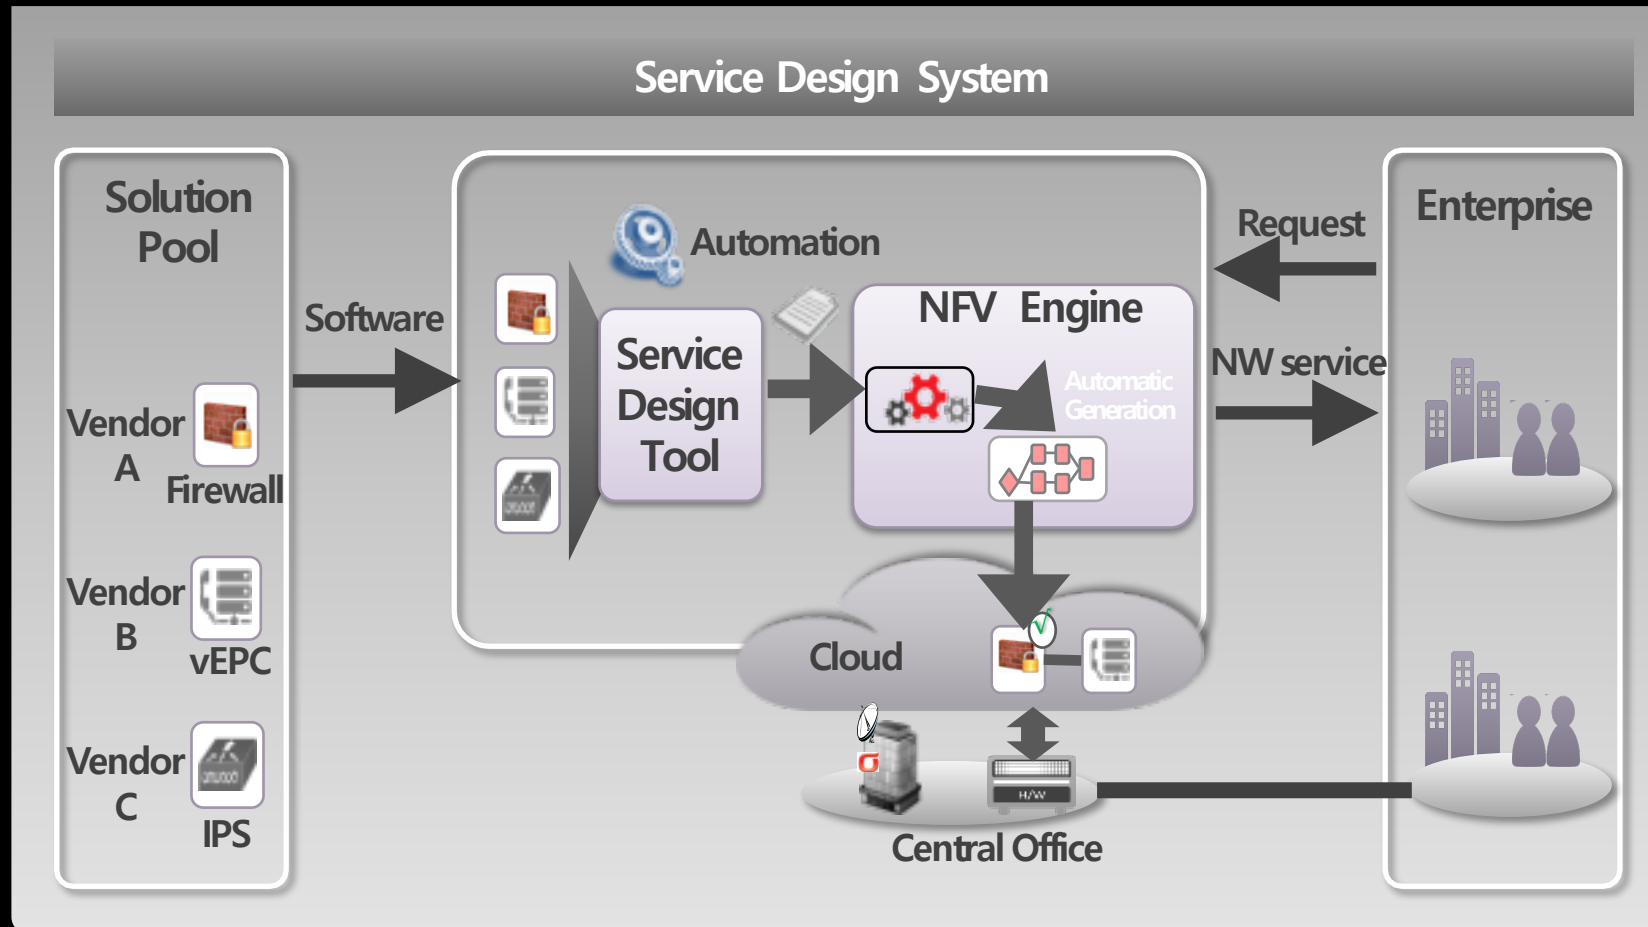 Service Design System
Solution
Pool
Vendor
A
Firewall
Vendor
B
vEPC
Vendor
C
IPS
Software
Automation
Service
Design
Tool
NFV Engine
Automatic
Generation
Cloud
H/W
Central Office
Request
NW service
Enterprise